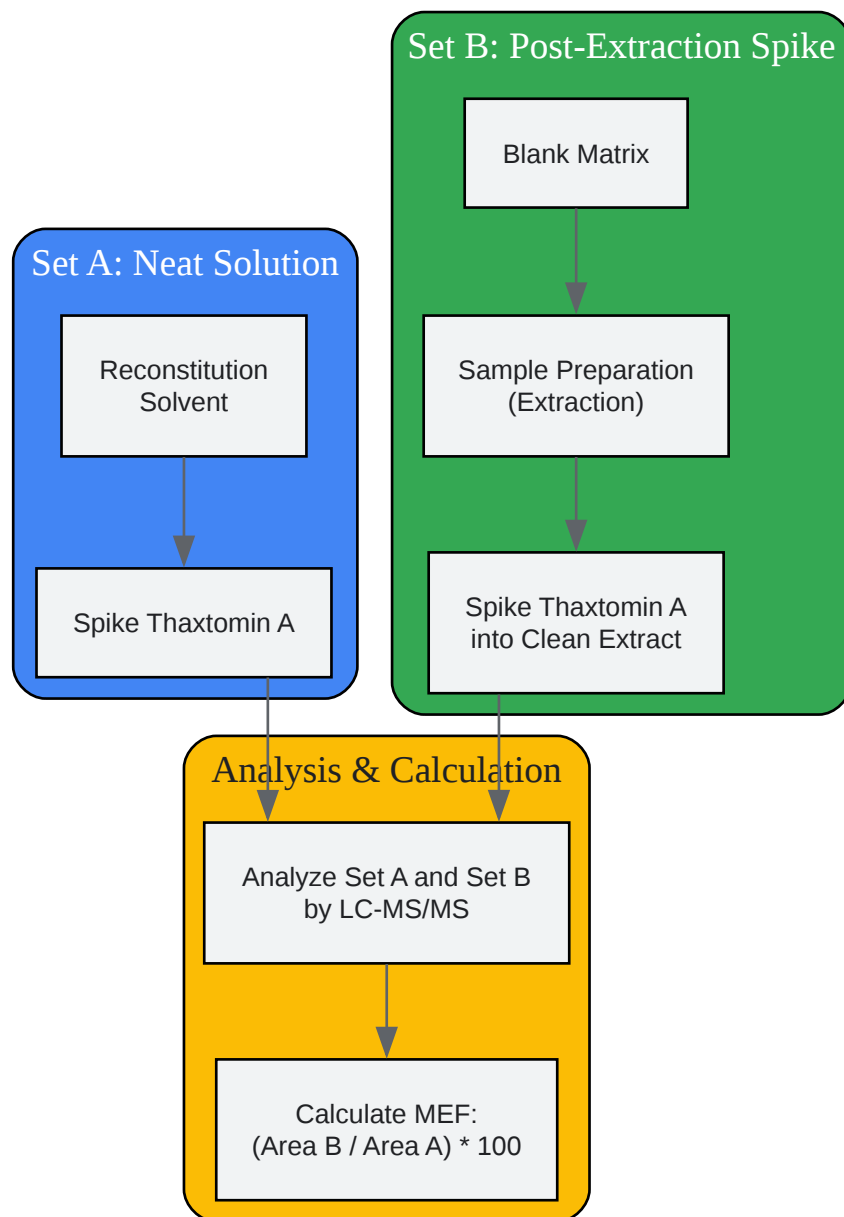 Set B: Post-Extraction Spike
Blank Matrix
Sample Preparation
(Extraction)
Spike Thaxtomin A
into Clean Extract
Set A: Neat Solution
Reconstitution
Solvent
Spike Thaxtomin A
Analysis & Calculation
Analyze Set A and Set B
by LC-MS/MS
Calculate MEF:
(Area B / Area A) * 100